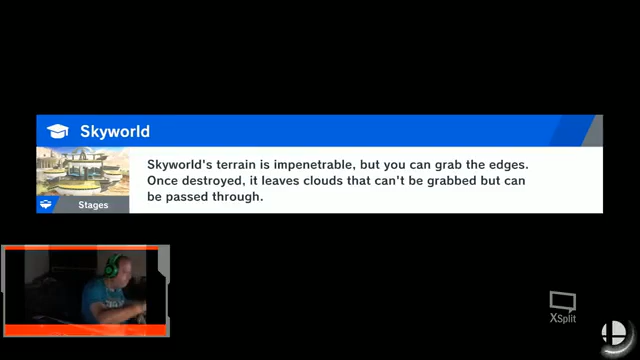 Skyworld
Skyworld's terrain is impenetrable, but you can grab the edges.
Once destroyed, it leaves clouds that can't be grabbed but can
be passed through.
Stages
XSplit